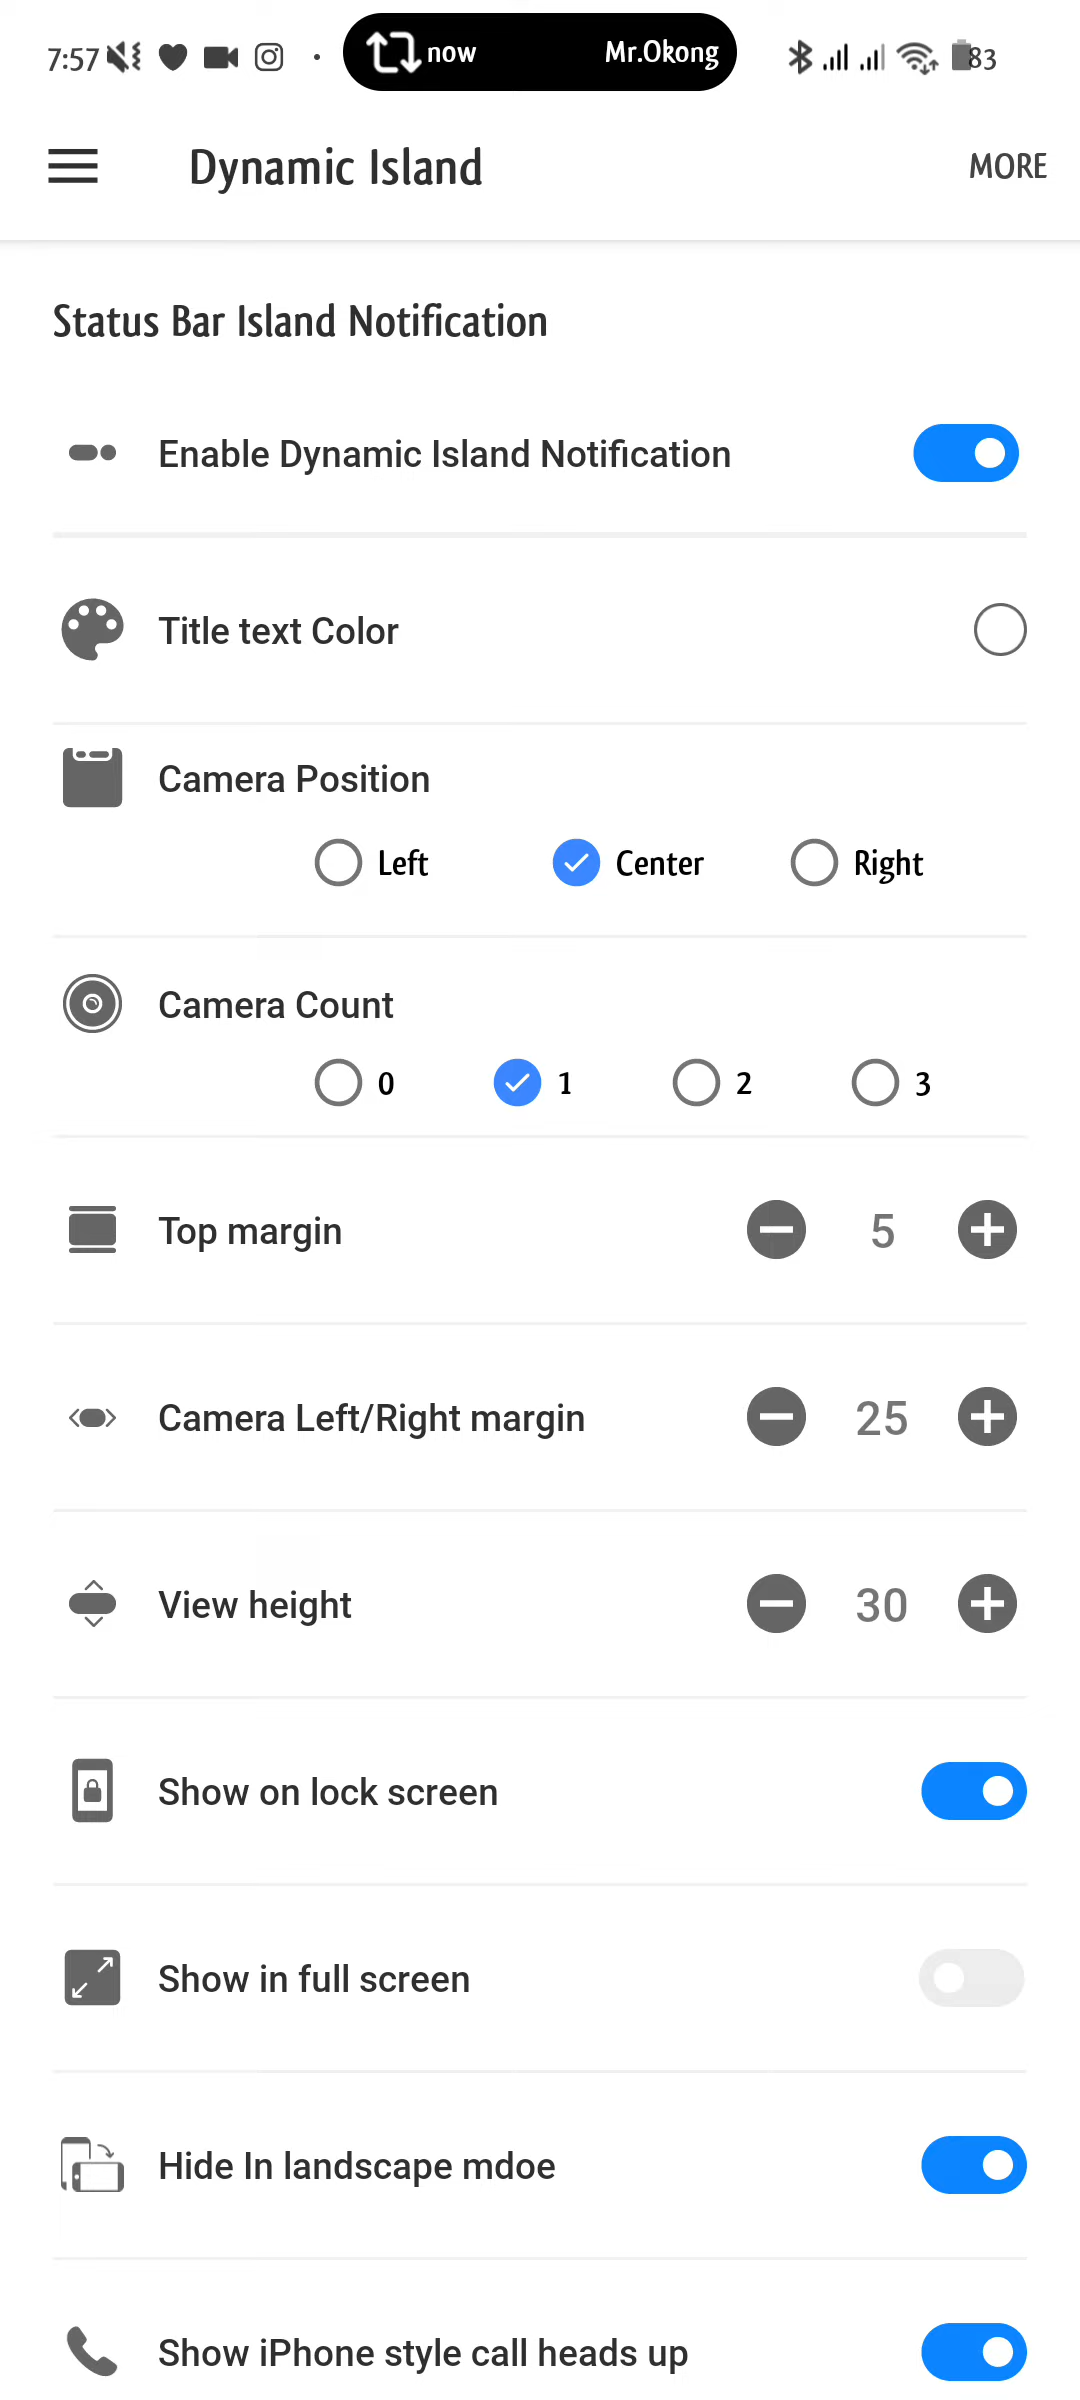 7:57 now Mr.Okong 83
Dynamic Island MORE
Status Bar Island Notification
Enable Dynamic Island Notification
Title text Color
Camera Position
Left Center Right
Camera Count
0 1 2 3
Top margin 5
Camera Left/Right margin 25
View height 30
Show on lock screen
Show in full screen
Hide In landscape mdoe
Show iPhone style call heads up